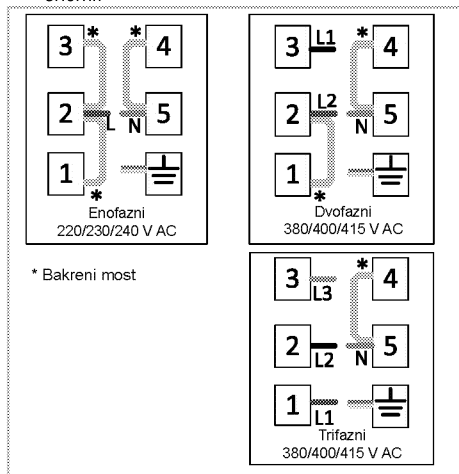 3 * * 4
2 L N 5
1 *
Enofazni
220/230/240 V AC
3 L1 * 4
2 L2 N 5
1 *
Dvofazni
380/400/415 V AC
* Bakreni most
3 L3 * 4
2 L2 N 5
1 L1
Trifazni
380/400/415 V AC